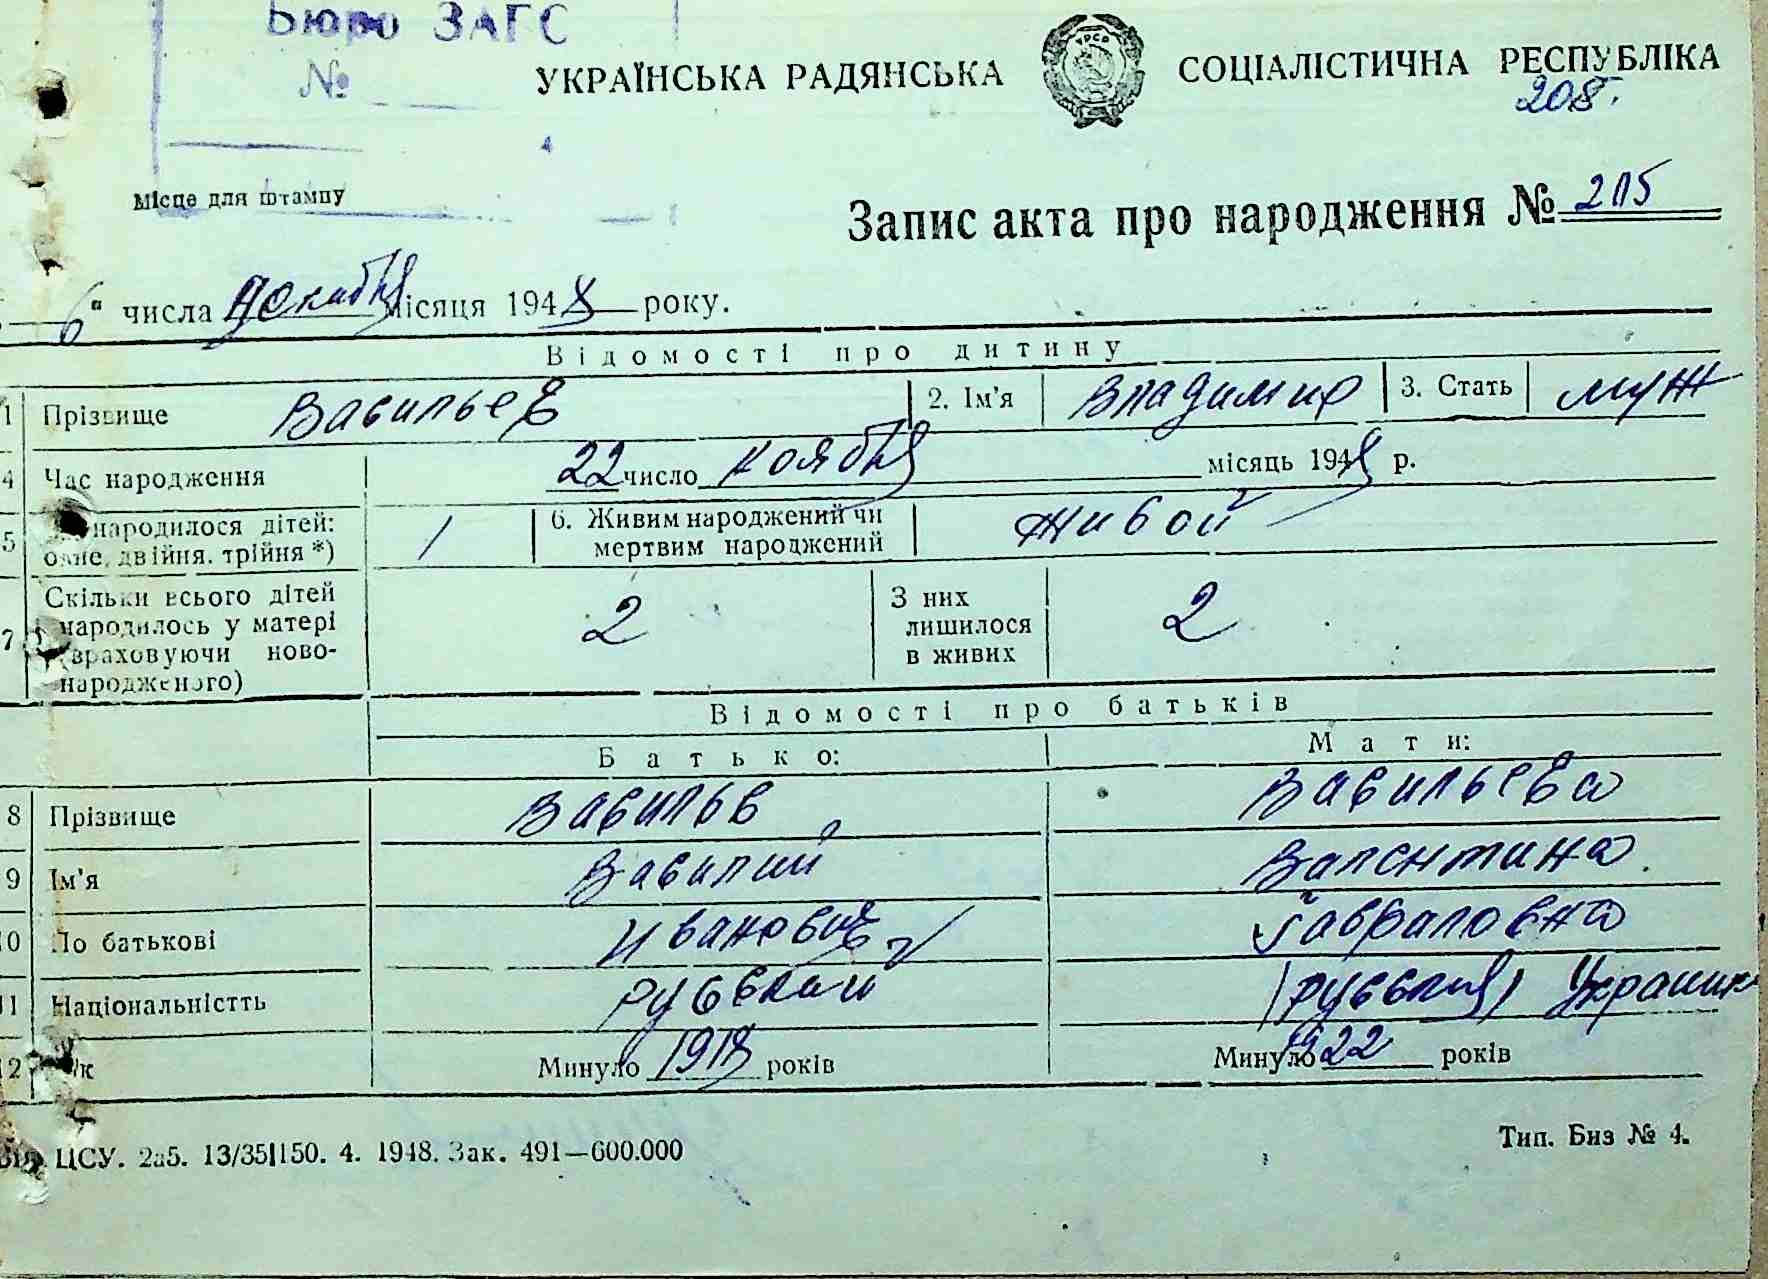 Бюро ЗАГС
№
УКРАЇНСЬКА РАДЯНСЬКА СОЦІАЛІСТИЧНА РЕСПУБЛІКА
УРСР
208.
Місце для штампу
Запис акта про народження №
6" числа Декабря місяця 1948 року.
Відомості про дитину
1 Прізвище Васильев 2. Ім'я Владимир 3. Стать муж
4 Час народження 22 число ноября місяць 1948 р.
5 народилося дітей: одне, двійня, трійня *) 1 6. Живим народжений чи мертвим народжений живой
7 Скільки всього дітей народилось у матері (враховуючи новонародженого) 2 З них лишилося в живих 2
Відомості про батьків
Батько: Мати:
8 Прізвище Васильев Васильева
9 Ім'я Василий Валентина
10 По батькові Иванович Гавриловна
11 Національністть русский (русская) Украинк
12 Минуло 1918 років Минуло 1922 років
ЦСУ. 2а5. 13/35|150. 4. 1948. Зак. 491—600.000
Тип. Биз № 4.